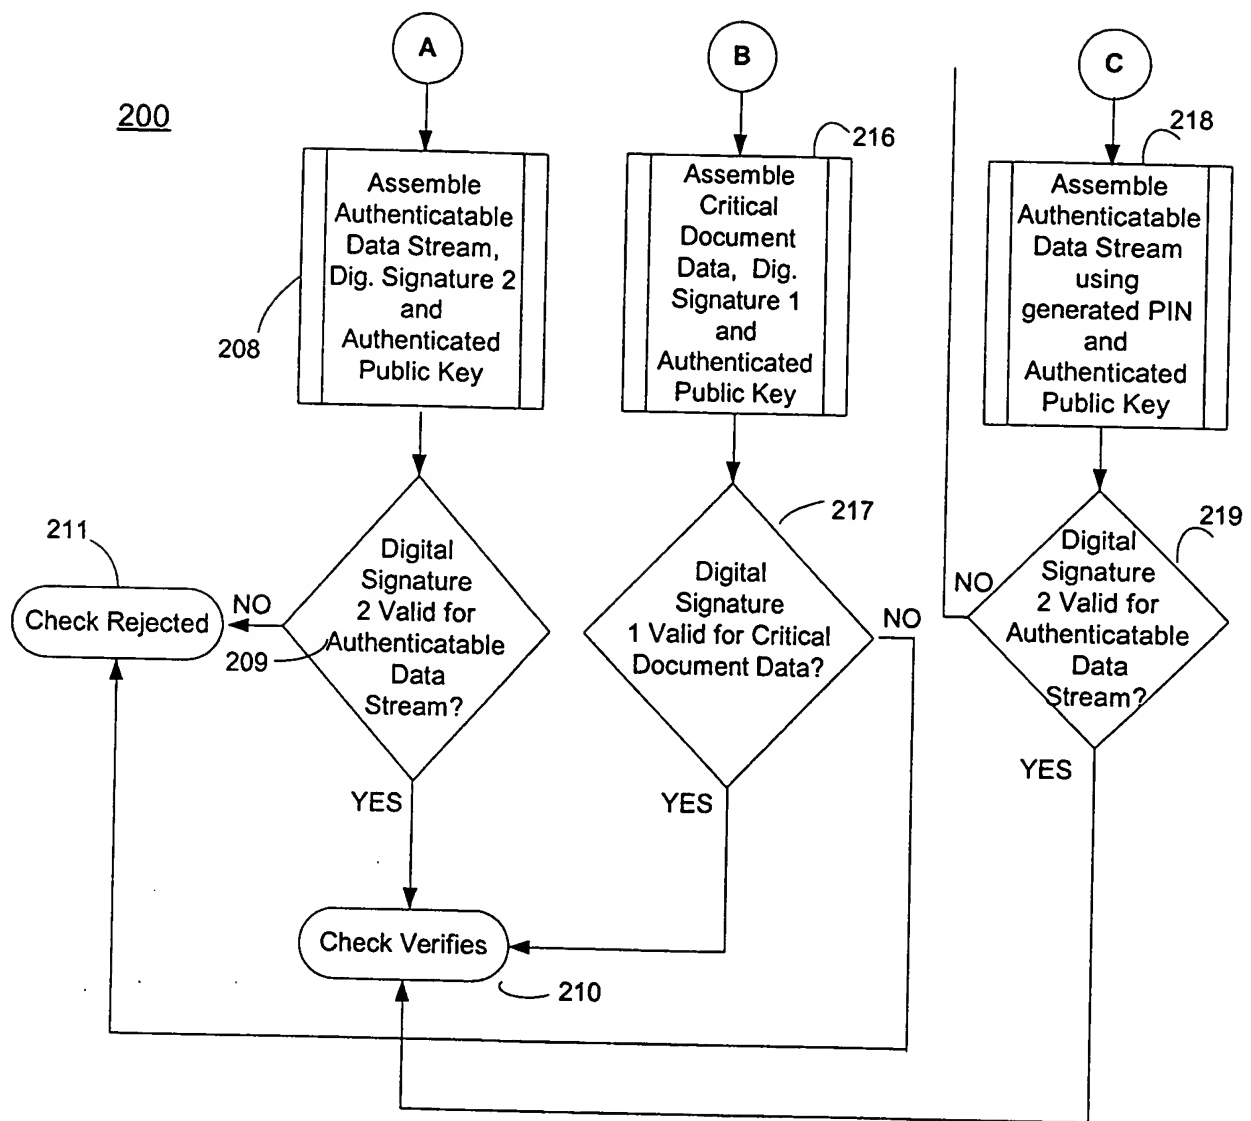 A
B
C
200
216
218
Assemble
Authenticatable
Data Stream,
Dig. Signature 2
and
Authenticated
Public Key
208
Assemble
Critical
Document
Data, Dig.
Signature 1
and
Authenticated
Public Key
Assemble
Authenticatable
Data Stream
using
generated PIN
and
Authenticated
Public Key
211
Check Rejected
NO
209
Digital
Signature
2 Valid for
Authenticatable
Data
Stream?
YES
217
Digital
Signature
1 Valid for Critical
Document Data?
NO
YES
219
NO
Digital
Signature
2 Valid for
Authenticatable
Data
Stream?
YES
Check Verifies
210